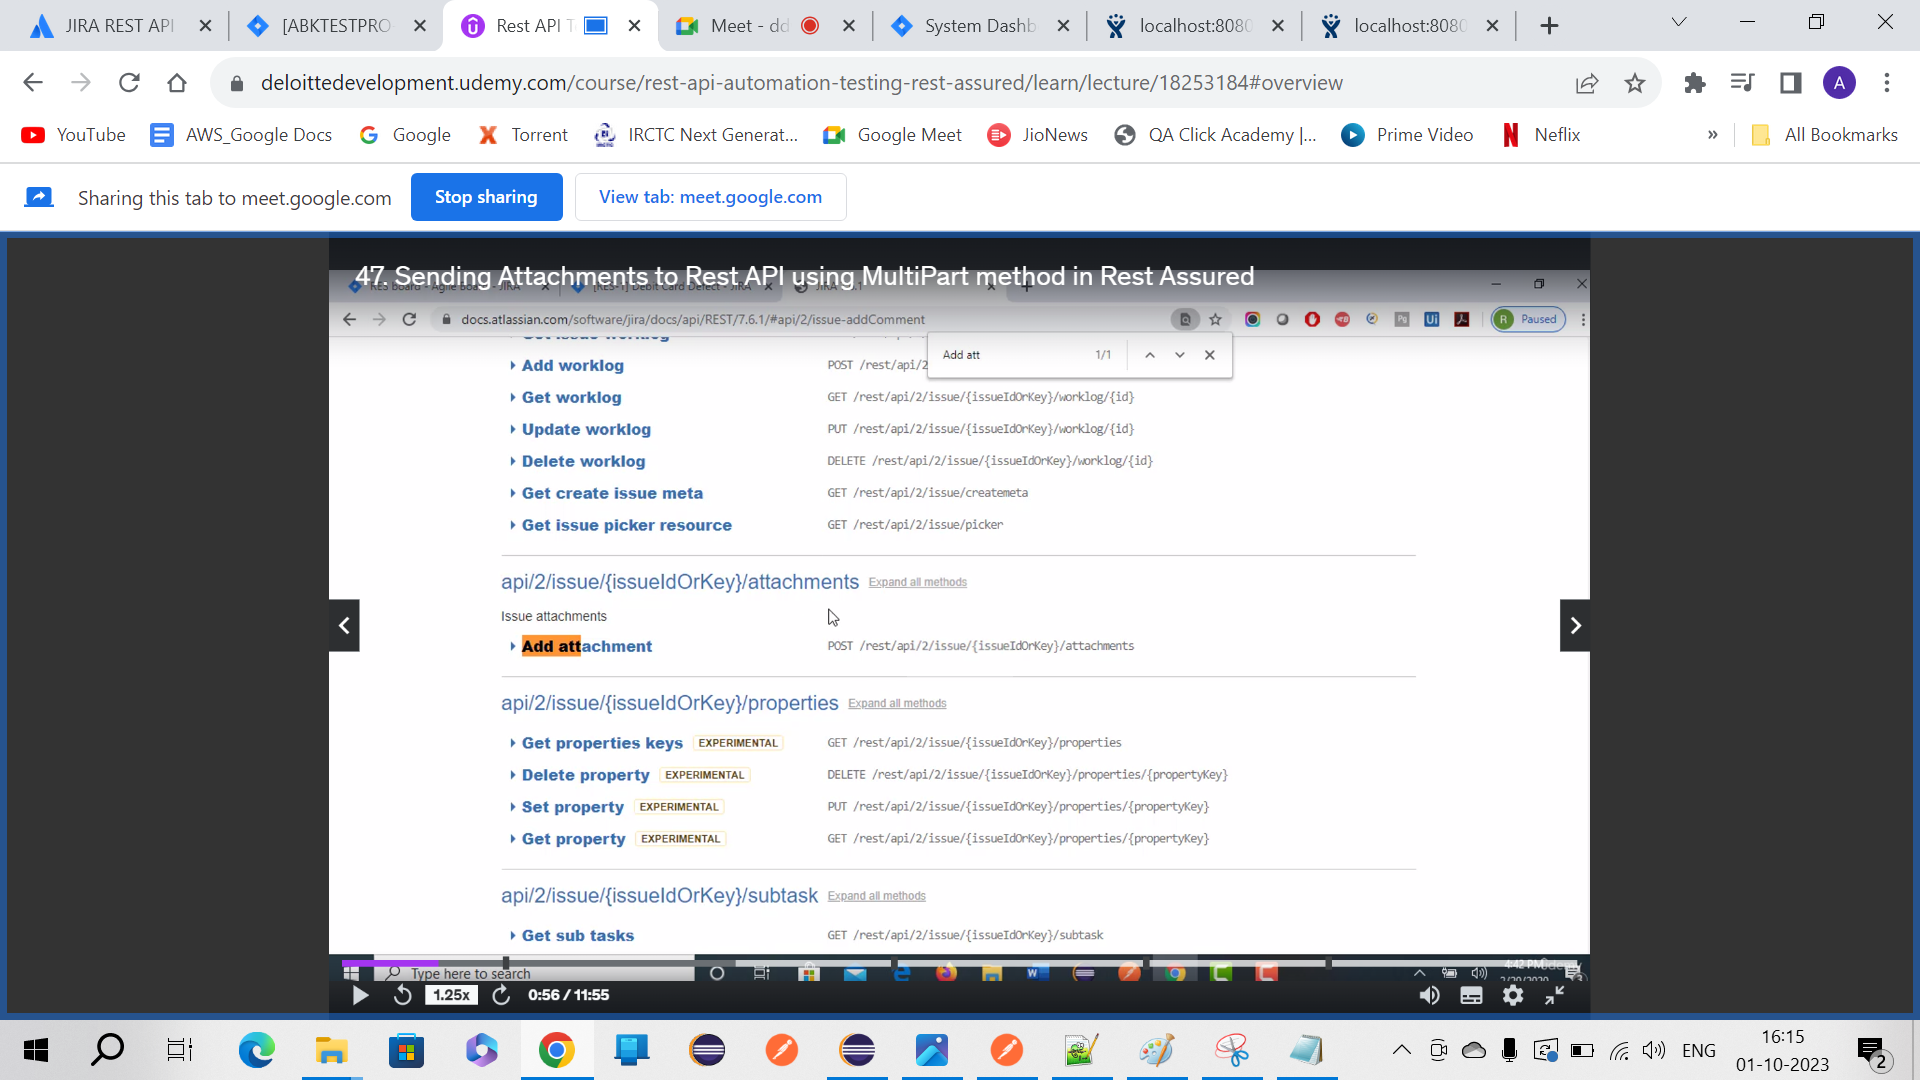 JIRA REST API
[ABKTESTPRO
Rest API T
Meet - dd
System Dashb
localhost:8080
localhost:8080
deloittedevelopment.udemy.com/course/rest-api-automation-testing-rest-assured/learn/lecture/18253184#overview
A
YouTube
AWS_Google Docs
Google
Torrent
IRCTC Next Generat...
Google Meet
JioNews
QA Click Academy |...
Prime Video
Neflix
»
All Bookmarks
Sharing this tab to meet.google.com
Stop sharing
View tab: meet.google.com
47. Sending Attachments to Rest API using MultiPart method in Rest Assured
docs.atlassian.com/software/jira/docs/api/REST/7.6.1/#api/2/issue-addComment
R Paused
Add att
1/1
Add worklog
POST /rest/api/2
Get worklog
GET /rest/api/2/issue/{issueIdOrKey}/worklog/{id}
Update worklog
PUT /rest/api/2/issue/{issueIdOrKey}/worklog/{id}
Delete worklog
DELETE /rest/api/2/issue/{issueIdOrKey}/worklog/{id}
Get create issue meta
GET /rest/api/2/issue/createmeta
Get issue picker resource
GET /rest/api/2/issue/picker
api/2/issue/{issueIdOrKey}/attachments Expand all methods
Issue attachments
Add attachment
POST /rest/api/2/issue/{issueIdOrKey}/attachments
api/2/issue/{issueIdOrKey}/properties Expand all methods
Get properties keys EXPERIMENTAL
GET /rest/api/2/issue/{issueIdOrKey}/properties
Delete property EXPERIMENTAL
DELETE /rest/api/2/issue/{issueIdOrKey}/properties/{propertyKey}
Set property EXPERIMENTAL
PUT /rest/api/2/issue/{issueIdOrKey}/properties/{propertyKey}
Get property EXPERIMENTAL
GET /rest/api/2/issue/{issueIdOrKey}/properties/{propertyKey}
api/2/issue/{issueIdOrKey}/subtask Expand all methods
Get sub tasks
GET /rest/api/2/issue/{issueIdOrKey}/subtask
Type here to search
4:42 PM
1.25x
0:56 / 11:55
ENG
16:15
01-10-2023
2